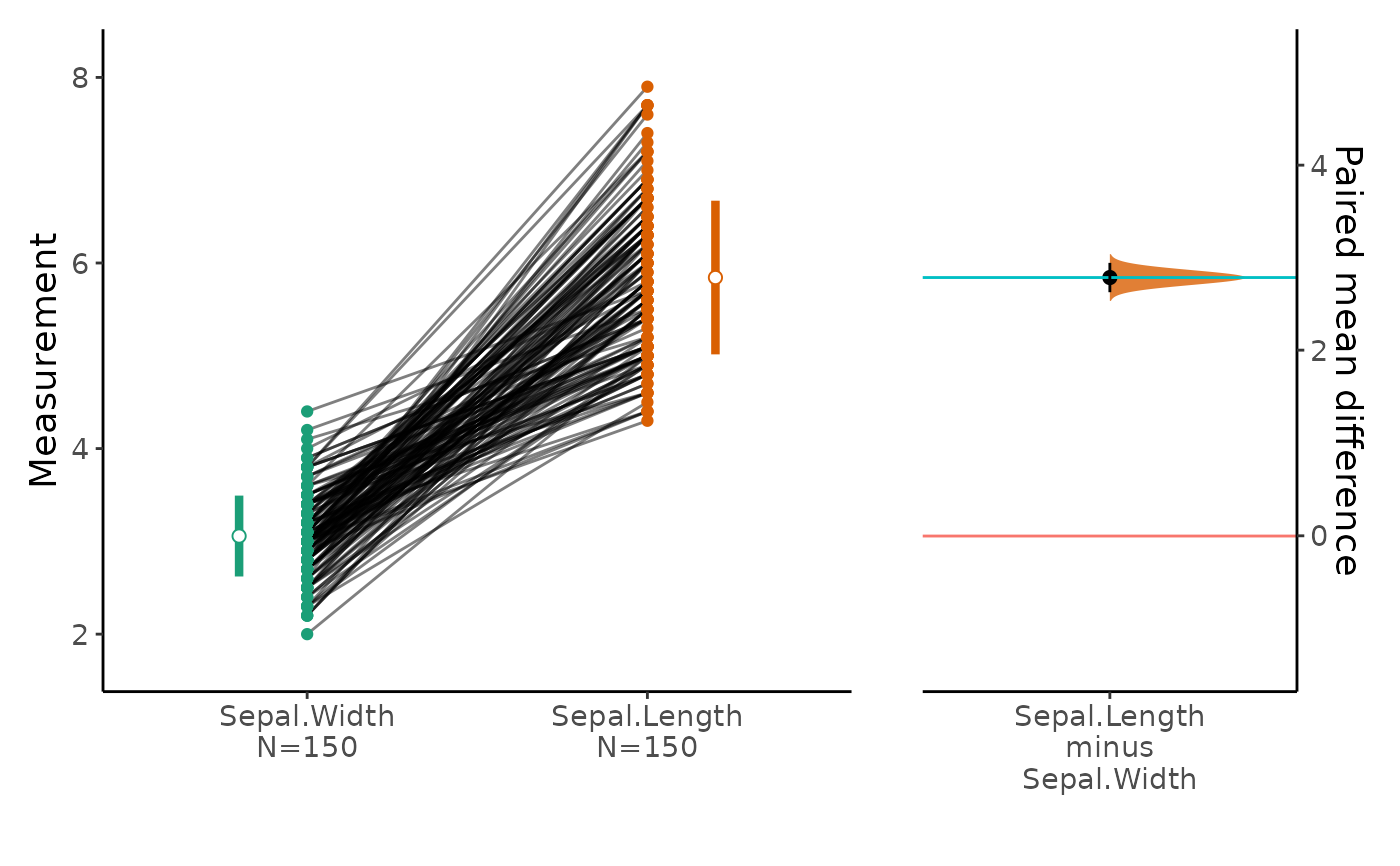 Measurement
8
6
4
2
Sepal.Width
N=150
Sepal.Length
N=150
4
2
0
Paired mean difference
Sepal.Length
minus
Sepal.Width